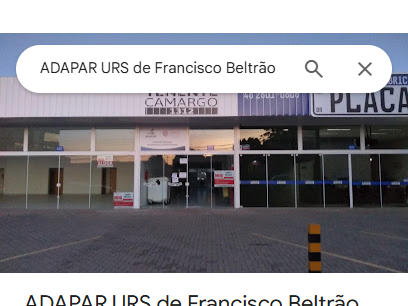 ADAPAR URS de Francisco Beltrão
TENENTE
CAMARGO
1312
PLACA
ADAPAR URS de Francisco Beltrão